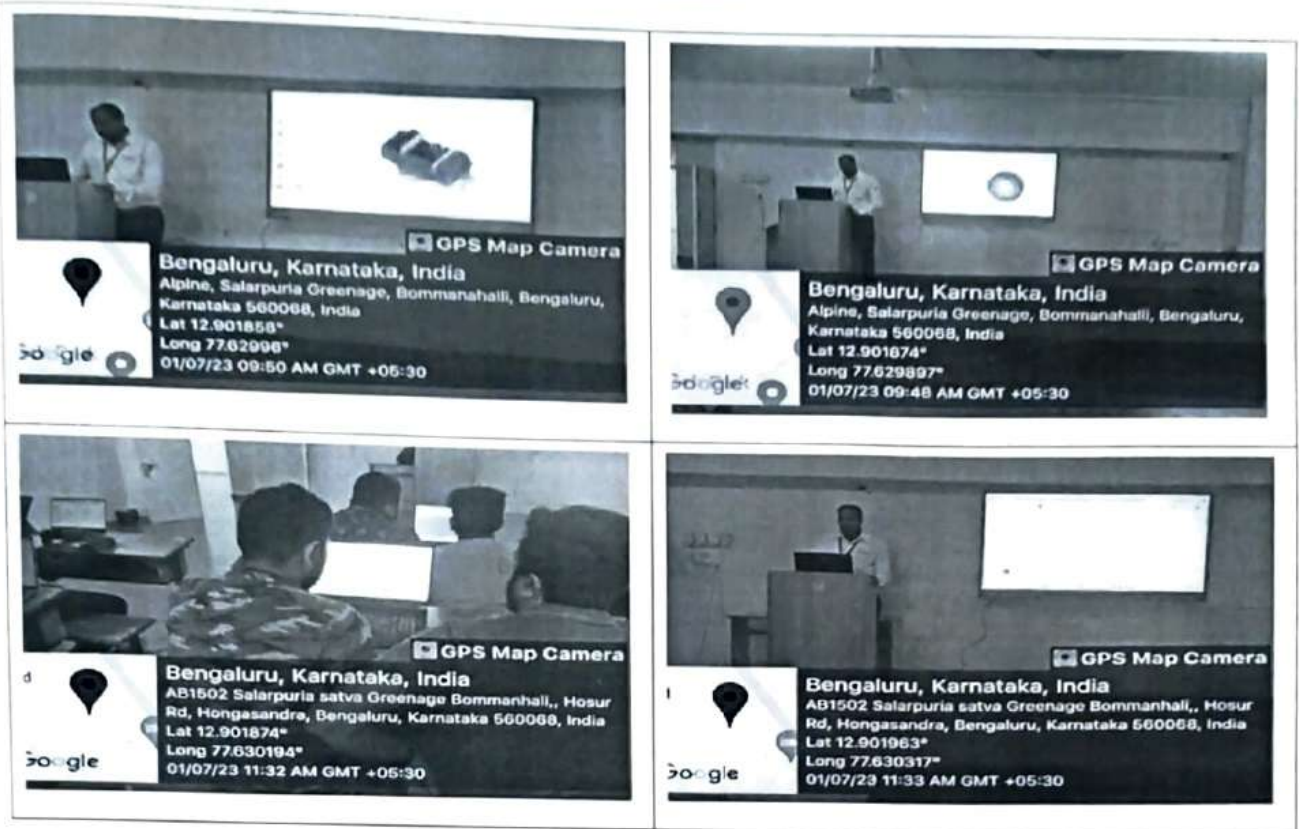 GPS Map Camera
Bengaluru, Karnataka, India
Alpine, Salarpuria Greenage, Bommanahalli, Bengaluru,
Karnataka 560068, India
Lat 12.901858°
Long 77.62996°
01/07/23 09:50 AM GMT +05:30
Google
GPS Map Camera
Bengaluru, Karnataka, India
Alpine, Salarpuria Greenage, Bommanahalli, Bengaluru,
Karnataka 560068, India
Lat 12.901674°
Long 77.629897°
01/07/23 09:48 AM GMT +05:30
Google
GPS Map Camera
Bengaluru, Karnataka, India
AB1502 Salarpuria satva Greenage Bommanhali,, Hosur
Rd, Hongasandra, Bengaluru, Karnataka 560068, India
Lat 12.901874°
Long 77.630194°
01/07/23 11:32 AM GMT +05:30
Google
GPS Map Camera
Bengaluru, Karnataka, India
AB1502 Salarpuria satva Greenage Bommanhali,, Hosur
Rd, Hongasandra, Bengaluru, Karnataka 560068, India
Lat 12.901963°
Long 77.630317°
01/07/23 11:33 AM GMT +05:30
Google